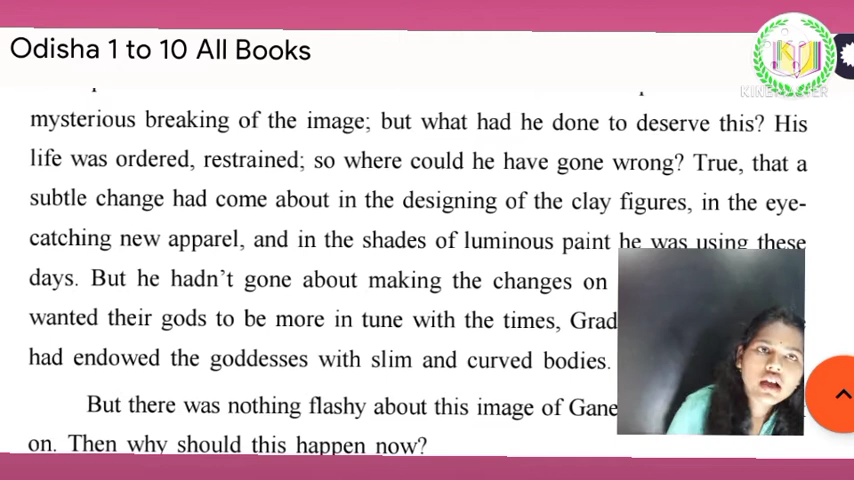 Odisha 1 to 10 All Books
KINEMASTER
mysterious breaking of the image; but what had he done to deserve this? His
life was ordered, restrained; so where could he have gone wrong? True, that a
subtle change had come about in the designing of the clay figures, in the eye-
catching new apparel, and in the shades of luminous paint he was using these
days. But he hadn't gone about making the changes on
wanted their gods to be more in tune with the times, Grad
had endowed the goddesses with slim and curved bodies.
But there was nothing flashy about this image of Gane
on. Then why should this happen now?